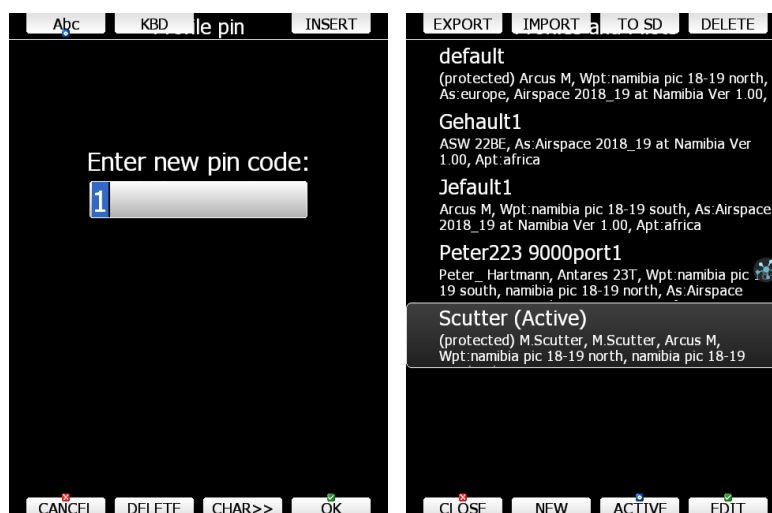 Abc KBD INSERT
le pin
Enter new pin code:
1
CANCEL DELETE CHAR>> OK
EXPORT IMPORT TO SD DELETE
default
(protected) Arcus M, Wpt:namibia pic 18-19 north,
As:europe, Airspace 2018_19 at Namibia Ver 1.00,
Gehault1
ASW 22BE, As:Airspace 2018_19 at Namibia Ver
1.00, Apt:africa
Jefault1
Arcus M, Wpt:namibia pic 18-19 south, As:Airspace
2018_19 at Namibia Ver 1.00, Apt:africa
Peter223 9000port1
Peter_ Hartmann, Antares 23T, Wpt:namibia pic
19 south, namibia pic 18-19 north, As:Airspace
Scutter (Active)
(protected) M.Scutter, M.Scutter, Arcus M,
Wpt:namibia pic 18-19 north, namibia pic 18-19
CLOSE NEW ACTIVE EDIT